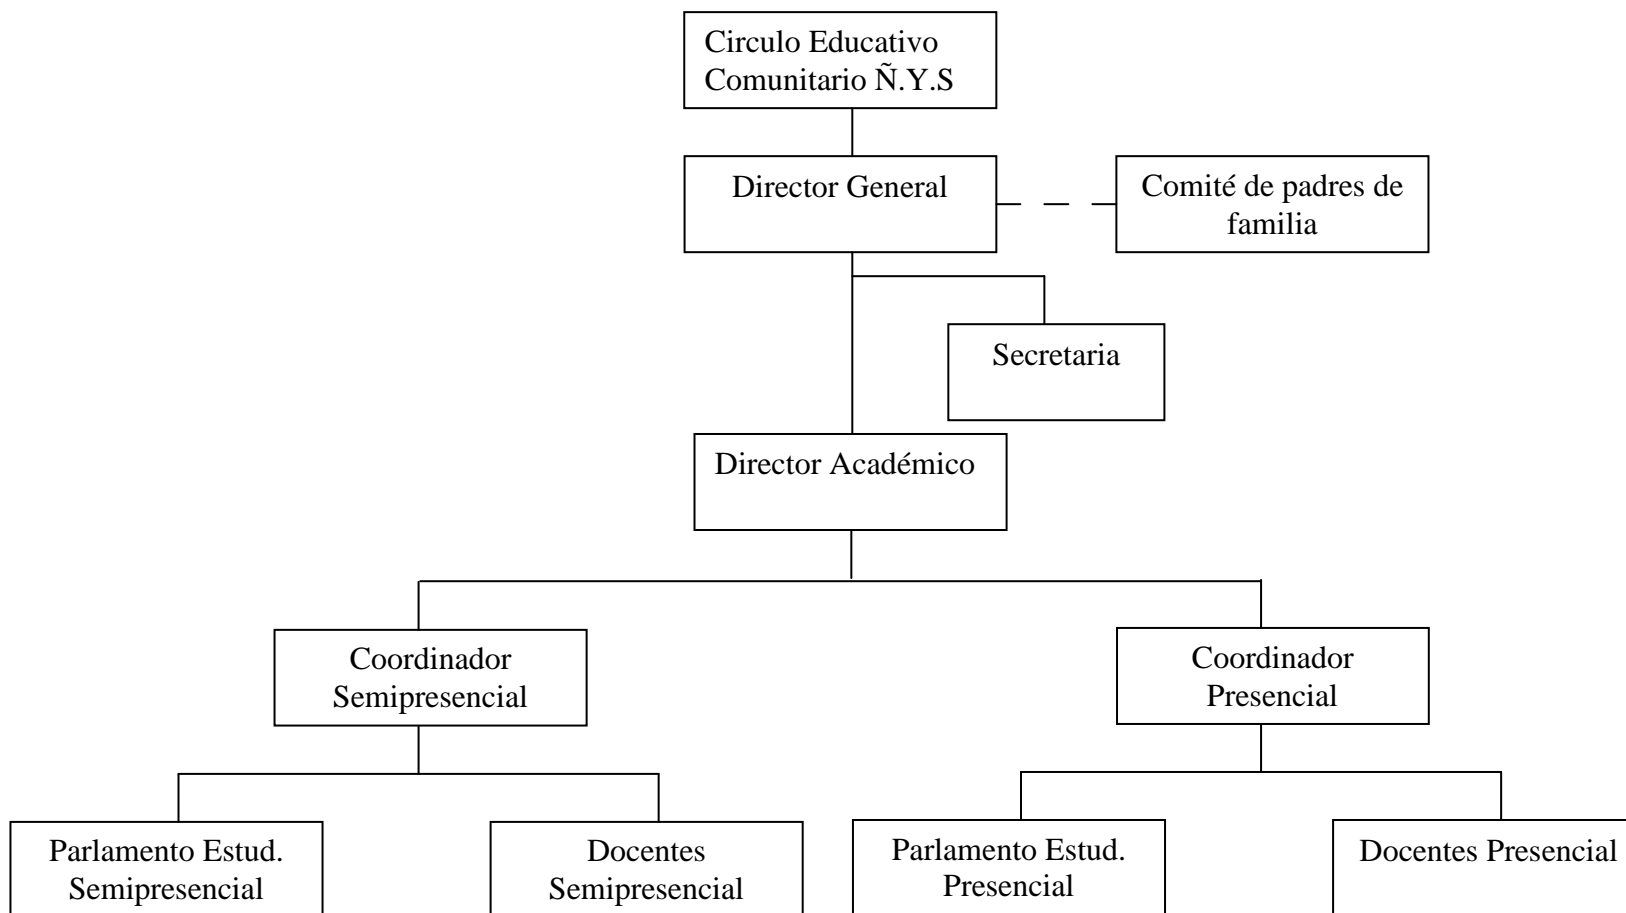 Circulo Educativo
Comunitario Ñ.Y.S
Director General
Comité de padres de
familia
Secretaria
Director Académico
Coordinador
Semipresencial
Coordinador
Presencial
Parlamento Estud.
Semipresencial
Docentes
Semipresencial
Parlamento Estud.
Presencial
Docentes Presencial